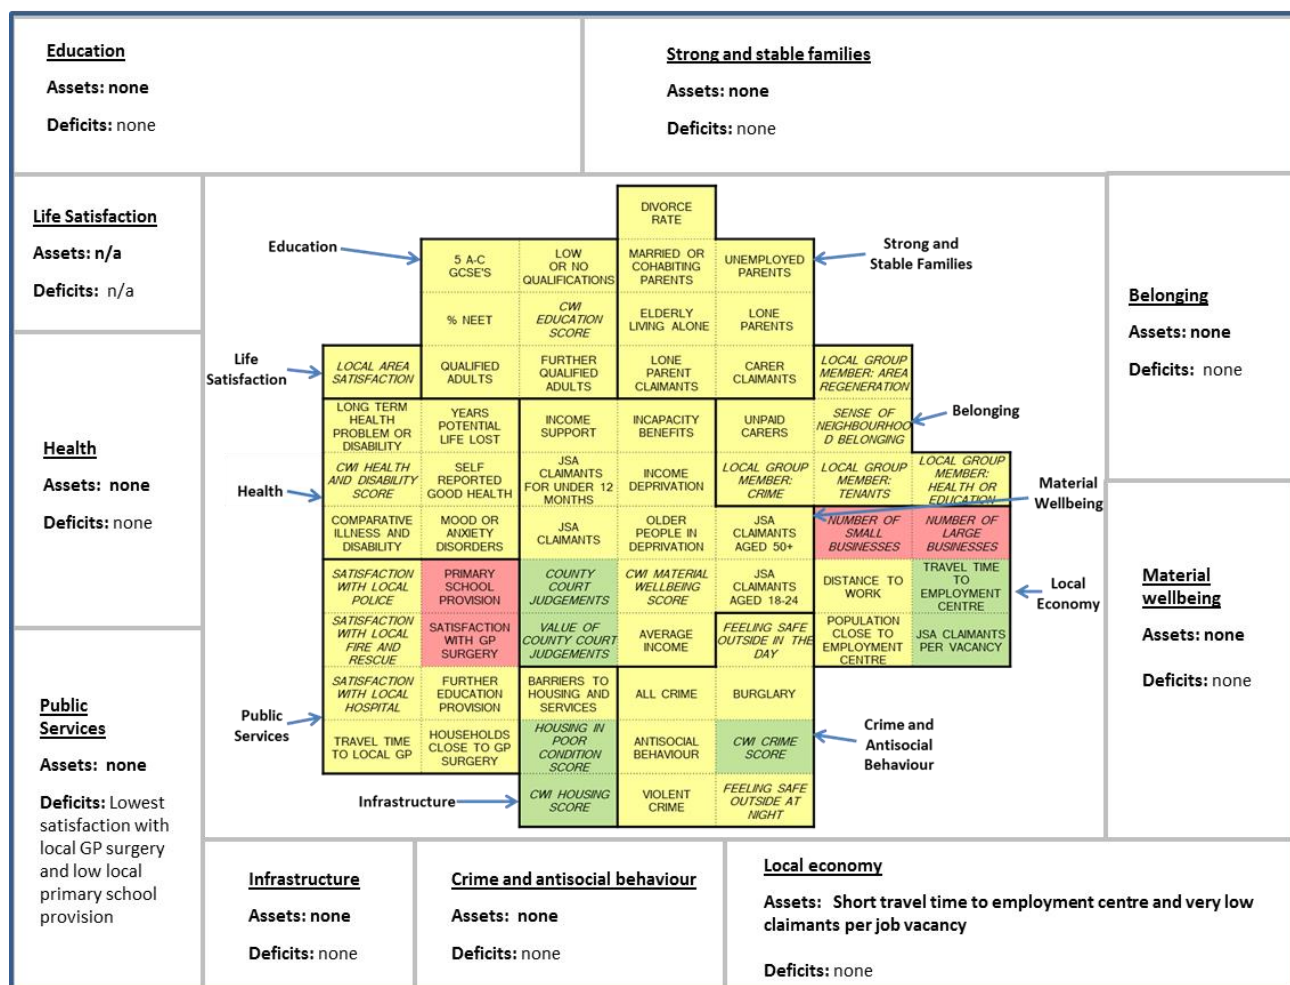 Education
Assets: none
Deficits: none
Strong and stable families
Assets: none
Deficits: none
Life Satisfaction
Assets: n/a
Deficits: n/a
Health
Assets: none
Deficits: none
Public
Services
Assets: none
Deficits: Lowest
satisfaction with
local GP surgery
and low local
primary school
provision
Education
Life
Satisfaction
Health
Public
Services
Infrastructure
DIVORCE
RATE
5 A-C
GCSE'S
LOW
OR NO
QUALIFICATIONS
MARRIED OR
COHABITING
PARENTS
UNEMPLOYED
PARENTS
% NEET
CWI
EDUCATION
SCORE
ELDERLY
LIVING ALONE
LONE
PARENTS
LOCAL AREA
SATISFACTION
QUALIFIED
ADULTS
FURTHER
QUALIFIED
ADULTS
LONE
PARENT
CLAIMANTS
CARER
CLAIMANTS
LOCAL GROUP
MEMBER: AREA
REGENERATION
LONG TERM
HEALTH
PROBLEM OR
DISABILITY
YEARS
POTENTIAL
LIFE LOST
INCOME
SUPPORT
INCAPACITY
BENEFITS
UNPAID
CARERS
SENSE OF
NEIGHBOURHOO
D BELONGING
CWI HEALTH
AND DISABILITY
SCORE
SELF
REPORTED
GOOD HEALTH
JSA
CLAIMANTS
FOR UNDER 12
MONTHS
INCOME
DEPRIVATION
LOCAL GROUP
MEMBER:
CRIME
LOCAL GROUP
MEMBER:
TENANTS
LOCAL GROUP
MEMBER:
HEALTH OR
EDUCATION
COMPARATIVE
ILLNESS AND
DISABILITY
MOOD OR
ANXIETY
DISORDERS
JSA
CLAIMANTS
OLDER
PEOPLE IN
DEPRIVATION
JSA
CLAIMANTS
AGED 50+
NUMBER OF
SMALL
BUSINESSES
NUMBER OF
LARGE
BUSINESSES
SATISFACTION
WITH LOCAL
POLICE
PRIMARY
SCHOOL
PROVISION
COUNTY
COURT
JUDGEMENTS
CWI MATERIAL
WELLBEING
SCORE
JSA
CLAIMANTS
AGED 18-24
DISTANCE TO
WORK
TRAVEL TIME
TO
EMPLOYMENT
CENTRE
SATISFACTION
WITH LOCAL
FIRE AND
RESCUE
SATISFACTION
WITH GP
SURGERY
VALUE OF
COUNTY COURT
JUDGEMENTS
AVERAGE
INCOME
FEELING SAFE
OUTSIDE IN THE
DAY
POPULATION
CLOSE TO
EMPLOYMENT
CENTRE
JSA CLAIMANTS
PER VACANCY
SATISFACTION
WITH LOCAL
HOSPITAL
FURTHER
EDUCATION
PROVISION
BARRIERS TO
HOUSING AND
SERVICES
ALL CRIME
BURGLARY
TRAVEL TIME
TO LOCAL GP
HOUSEHOLDS
CLOSE TO GP
SURGERY
HOUSING IN
POOR
CONDITION
SCORE
ANTISOCIAL
BEHAVIOUR
CWI CRIME
SCORE
CWI HOUSING
SCORE
VIOLENT
CRIME
FEELING SAFE
OUTSIDE AT
NIGHT
Strong and
Stable Families
Belonging
Material
Wellbeing
Local
Economy
Crime and
Antisocial
Behaviour
Belonging
Assets: none
Deficits: none
Material
wellbeing
Assets: none
Deficits: none
Infrastructure
Assets: none
Deficits: none
Crime and antisocial behaviour
Assets: none
Deficits: none
Local economy
Assets: Short travel time to employment centre and very low
claimants per job vacancy
Deficits: none